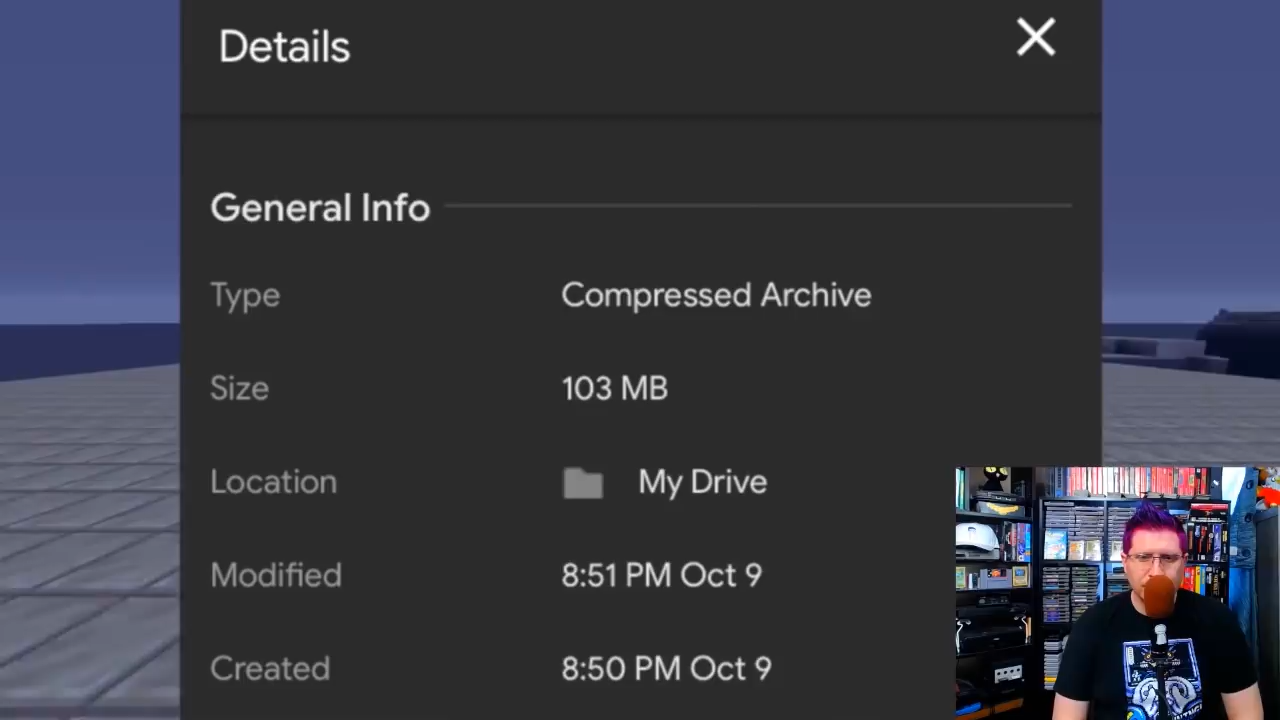 Details
General Info
Type Compressed Archive
Size 103 MB
Location My Drive
Modified 8:51 PM Oct 9
Created 8:50 PM Oct 9